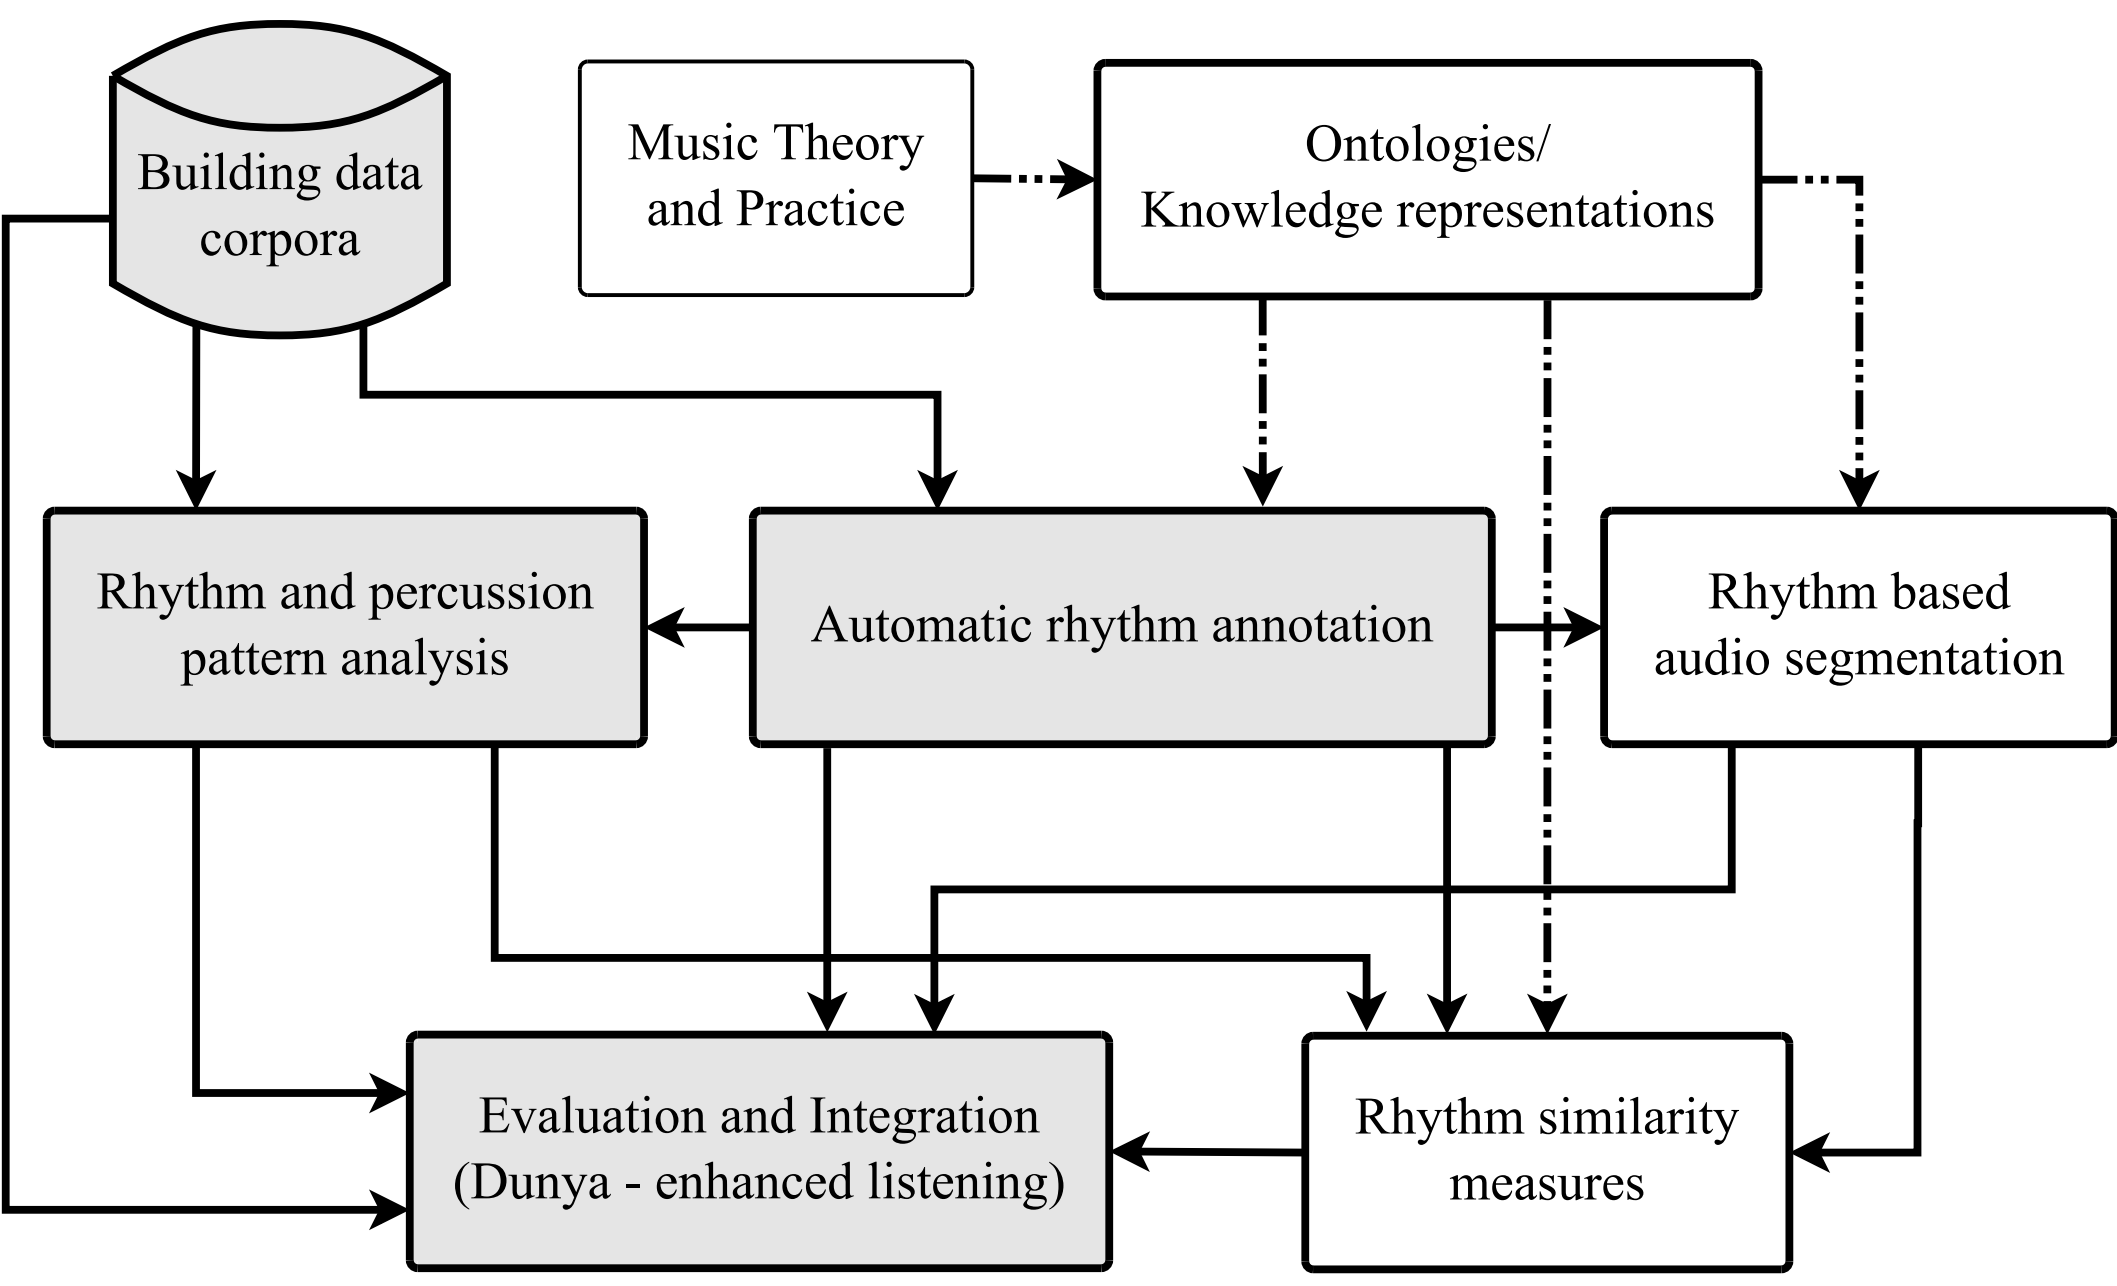 Building data
corpora
Music Theory
and Practice
Ontologies/
Knowledge representations
Rhythm and percussion
pattern analysis
Automatic rhythm annotation
Rhythm based
audio segmentation
Evaluation and Integration
(Dunya - enhanced listening)
Rhythm similarity
measures